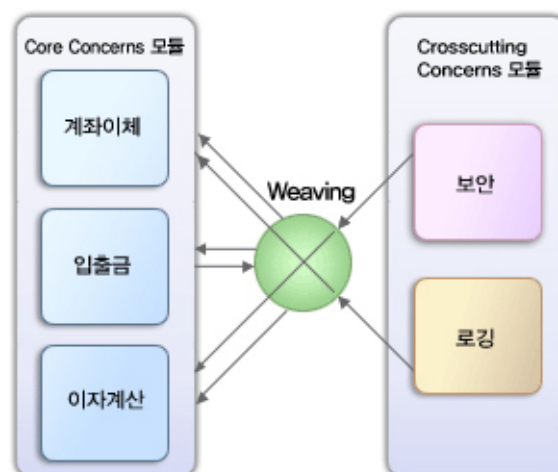 Core Concerns 모듈
계좌이체
입출금
이자계산
Weaving
Crosscutting
Concerns 모듈
보안
로깅